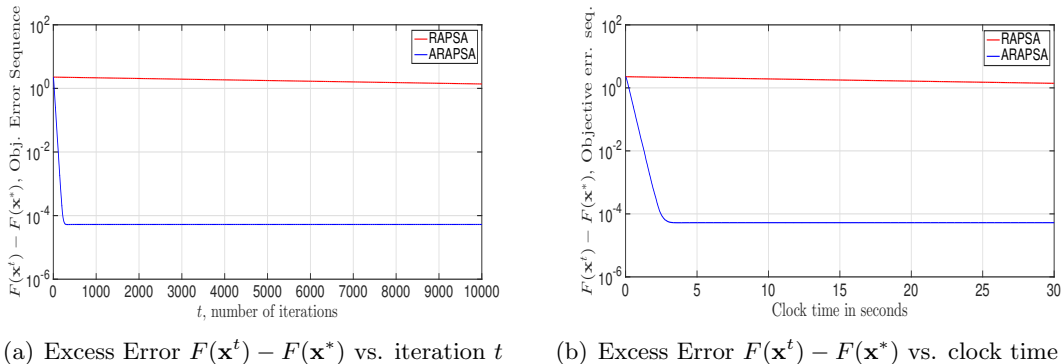 10^2
10^0
10^-2
10^-4
10^-6
F(x^t) − F(x^*), Obj. Error Sequence
RAPSA
ARAPSA
0 1000 2000 3000 4000 5000 6000 7000 8000 9000 10000
t, number of iterations
(a) Excess Error F(x^t) − F(x^*) vs. iteration t
10^2
10^0
10^-2
10^-4
10^-6
F(x^t) − F(x^*), Objective err. seq.
RAPSA
ARAPSA
0 5 10 15 20 25 30
Clock time in seconds
(b) Excess Error F(x^t) − F(x^*) vs. clock time